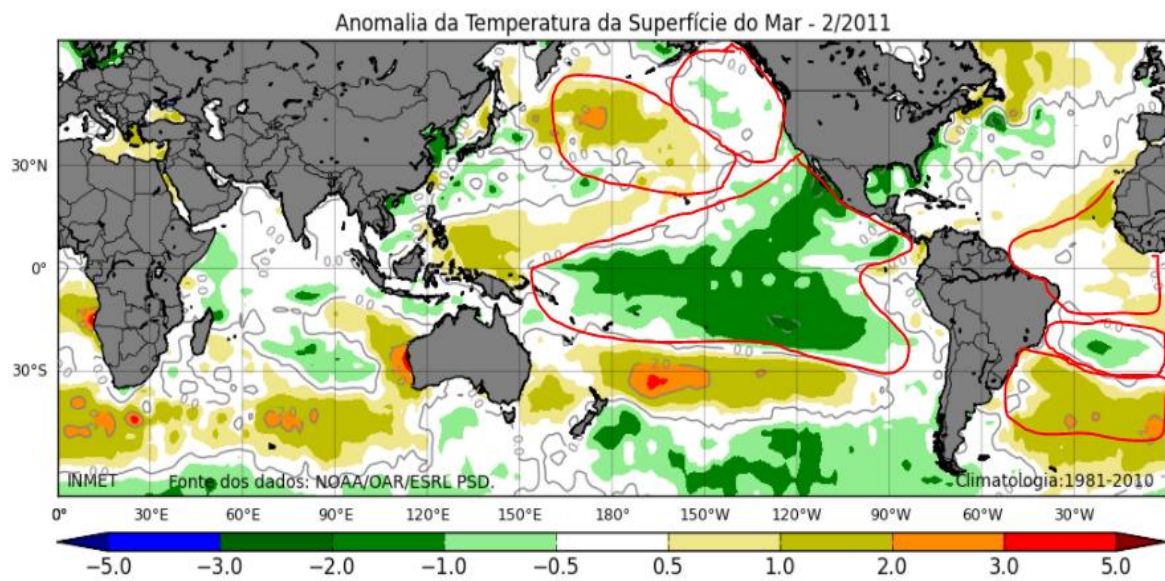 Anomalia da Temperatura da Superfície do Mar - 2/2011
30°N
0°
30°S
INMET Fonte dos dados: NOAA/OAR/ESRL PSD. Climatologia:1981-2010
0° 30°E 60°E 90°E 120°E 150°E 180° 150°W 120°W 90°W 60°W 30°W
−5.0 −3.0 −2.0 −1.0 −0.5 0.5 1.0 2.0 3.0 5.0